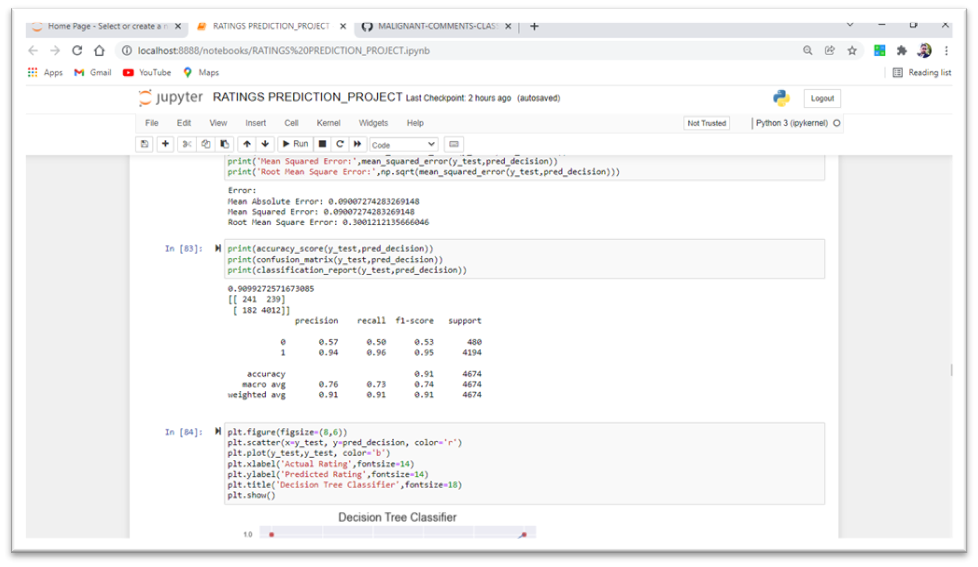 Home Page - Select or create a n
RATINGS PREDICTION_PROJECT
MALIGNANT-COMMENTS-CLAS
localhost:8888/notebooks/RATINGS%20PREDICTION_PROJECT.ipynb
Apps Gmail YouTube Maps Reading list
jupyter RATINGS PREDICTION_PROJECT Last Checkpoint: 2 hours ago (autosaved) Logout
File Edit View Insert Cell Kernel Widgets Help Not Trusted Python 3 (ipykernel)
Run Code
print('Mean Squared Error:',mean_squared_error(y_test,pred_decision))
print('Root Mean Square Error:',np.sqrt(mean_squared_error(y_test,pred_decision)))
Error:
Mean Absolute Error: 0.09007274283269148
Mean Squared Error: 0.09007274283269148
Root Mean Square Error: 0.3001212135666046
In [83]: print(accuracy_score(y_test,pred_decision))
print(confusion_matrix(y_test,pred_decision))
print(classification_report(y_test,pred_decision))
0.9099272571673085
[[ 241 239]
[ 182 4012]]
precision recall f1-score support
0 0.57 0.50 0.53 480
1 0.94 0.96 0.95 4194
accuracy 0.91 4674
macro avg 0.76 0.73 0.74 4674
weighted avg 0.91 0.91 0.91 4674
In [84]: plt.figure(figsize=(8,6))
plt.scatter(x=y_test, y=pred_decision, color='r')
plt.plot(y_test,y_test, color='b')
plt.xlabel('Actual Rating',fontsize=14)
plt.ylabel('Predicted Rating',fontsize=14)
plt.title('Decision Tree Classifier',fontsize=18)
plt.show()
Decision Tree Classifier
1.0